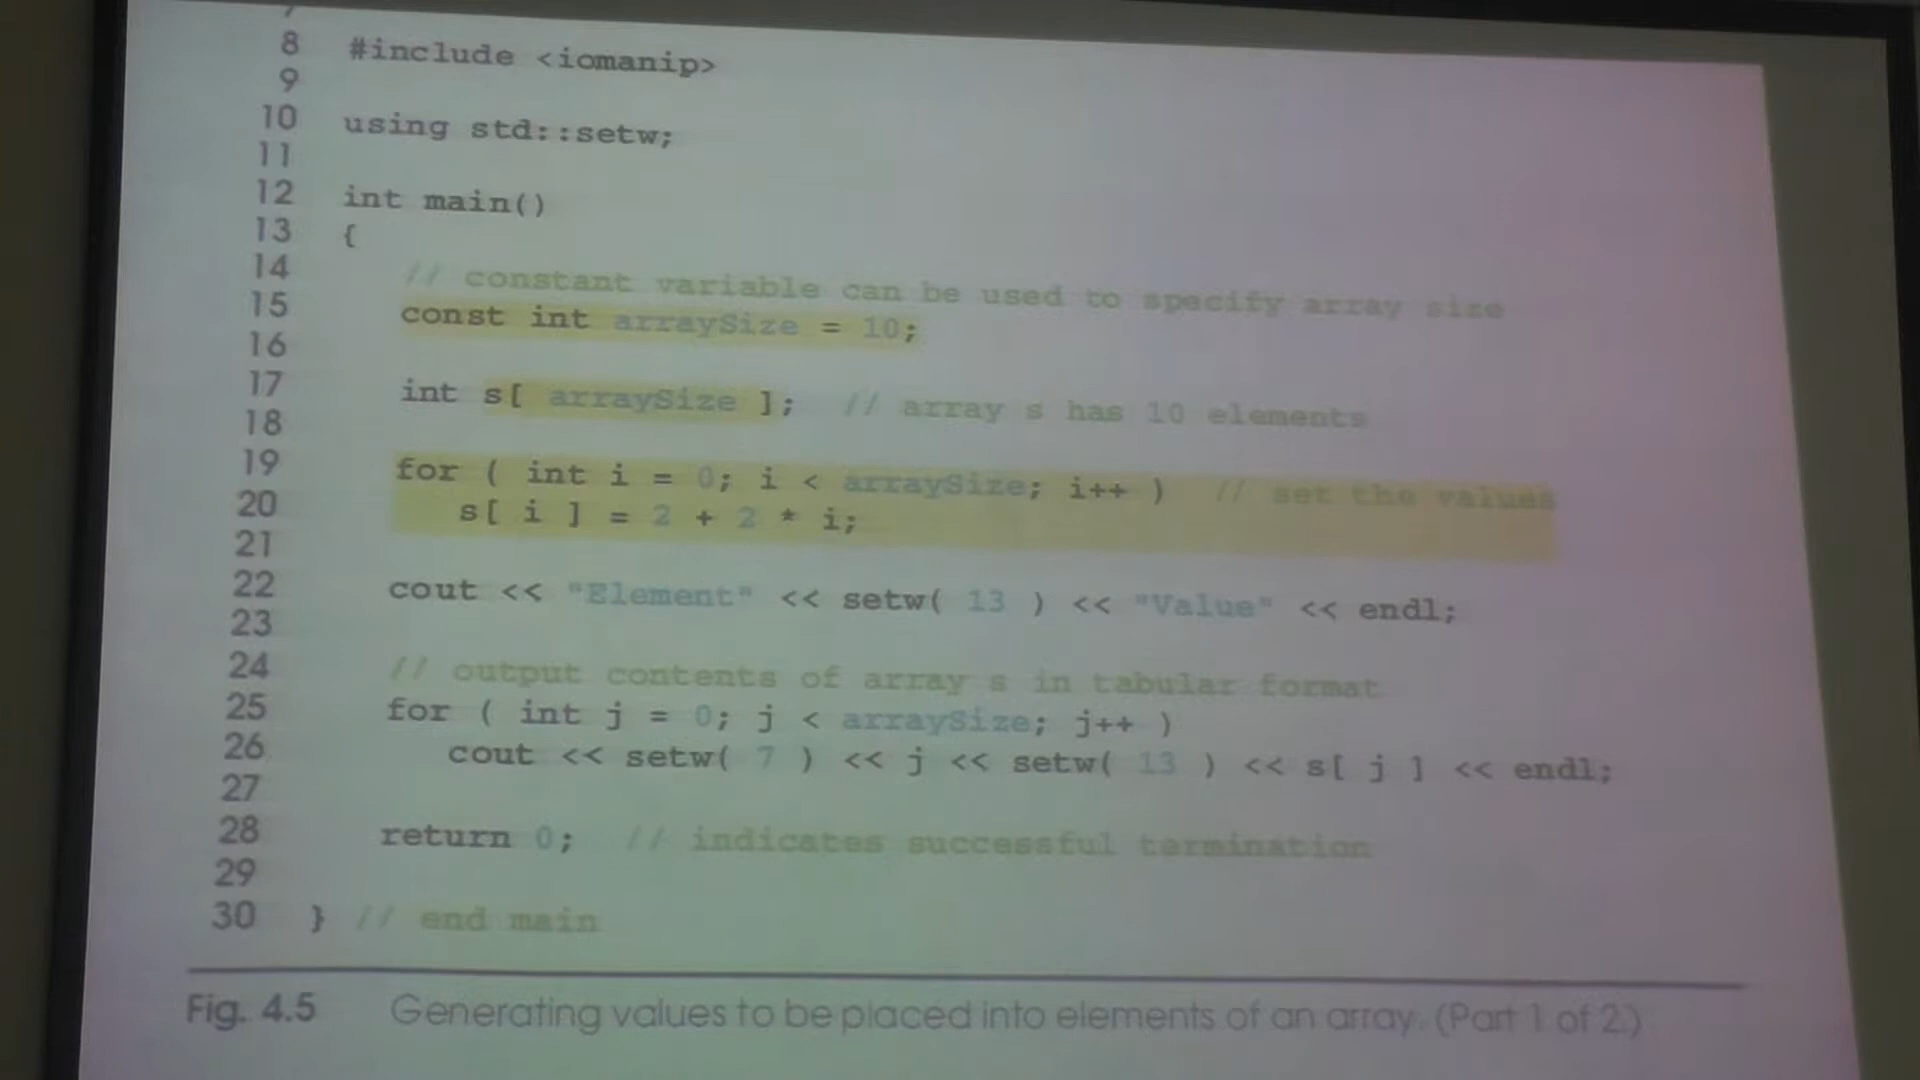 8 #include <iomanip>
9
10 using std::setw;
11
12 int main()
13 {
14 // constant variable can be used to specify array size
15 const int arraySize = 10;
16
17 int s[ arraySize ]; // array s has 10 elements
18
19 for ( int i = 0; i < arraySize; i++ ) // set the values
20 s[ i ] = 2 + 2 * i;
21
22 cout << "Element" << setw( 13 ) << "Value" << endl;
23
24 // output contents of array s in tabular format
25 for ( int j = 0; j < arraySize; j++ )
26 cout << setw( 7 ) << j << setw( 13 ) << s[ j ] << endl;
27
28 return 0; // indicates successful termination
29
30 } // end main
Fig. 4.5 Generating values to be placed into elements of an array. (Part 1 of 2.)